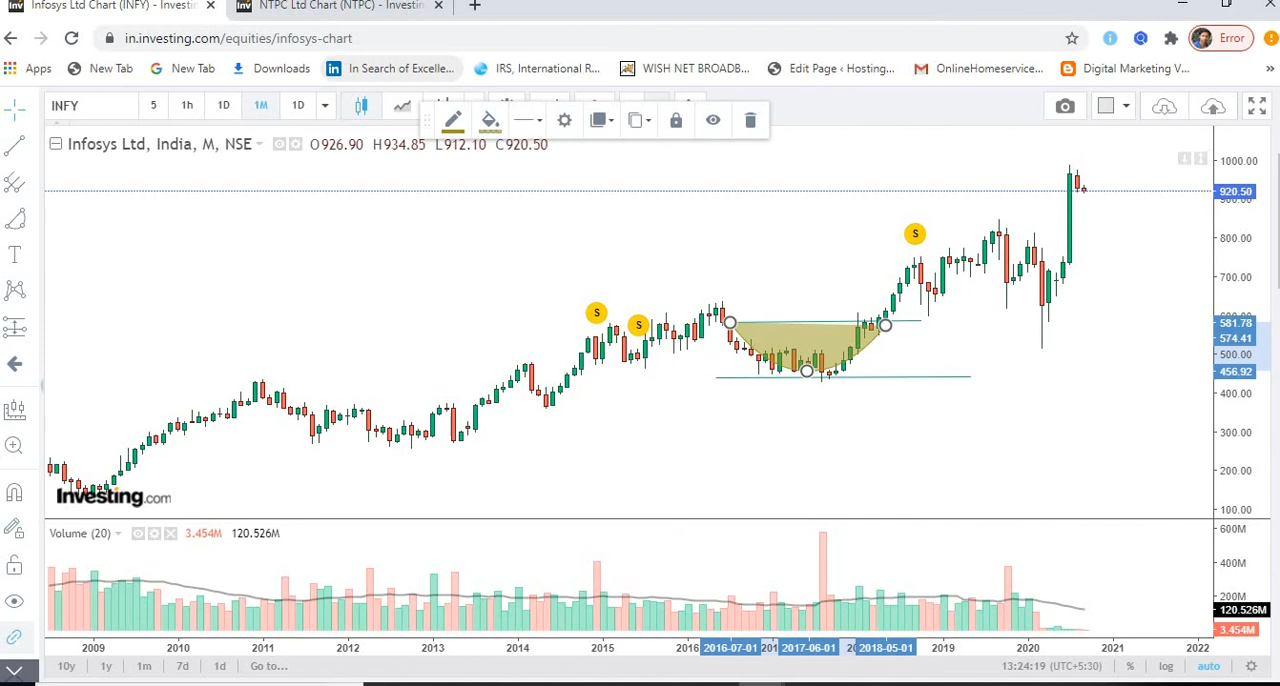 Infosys Ltd Chart (INFY) - Investin
NTPC Ltd Chart (NTPC) - Investin
in.investing.com/equities/infosys-chart
Error
Apps New Tab New Tab Downloads In Search of Excelle... IRS, International R... WISH NET BROADB... Edit Page ‹ Hosting... OnlineHomeservice... Digital Marketing V... »
INFY 5 1h 1D 1M 1D
Infosys Ltd, India, M, NSE O926.90 H934.85 L912.10 C920.50
1000.00
920.50
900.00
800.00
S
700.00
S
S
581.78
574.41
500.00
456.92
400.00
300.00
200.00
Investing.com
100.00
Volume (20) 3.454M 120.526M
600M
400M
200M
120.526M
3.454M
2009 2010 2011 2012 2013 2014 2015 2016 2016-07-01 2017-06-01 2018-05-01 2019 2020 2021 2022
10y 1y 1m 7d 1d Go to... 13:24:19 (UTC+5:30) % log auto